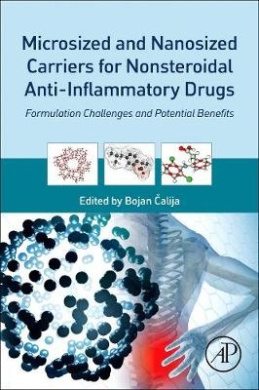 Microsized and Nanosized
Carriers for Nonsteroidal
Anti-Inflammatory Drugs
Formulation Challenges and Potential Benefits
Edited by Bojan Čalija
AP